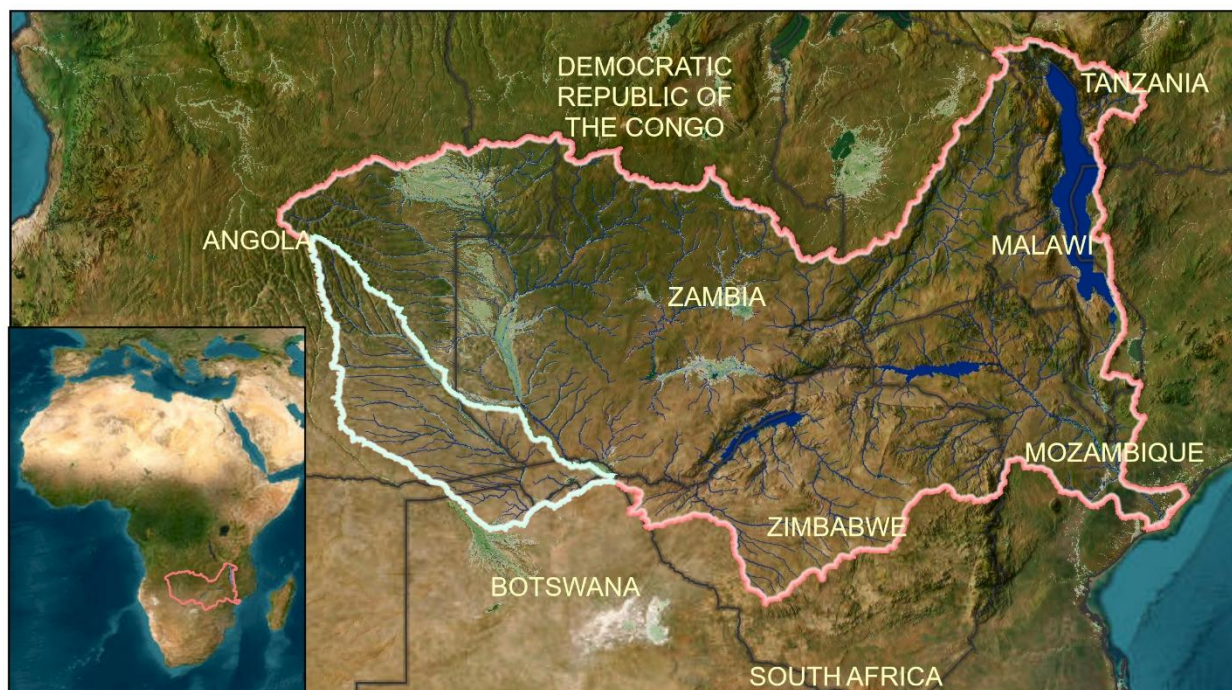 DEMOCRATIC
REPUBLIC OF
THE CONGO
TANZANIA
ANGOLA
MALAWI
ZAMBIA
MOZAMBIQUE
ZIMBABWE
BOTSWANA
SOUTH AFRICA